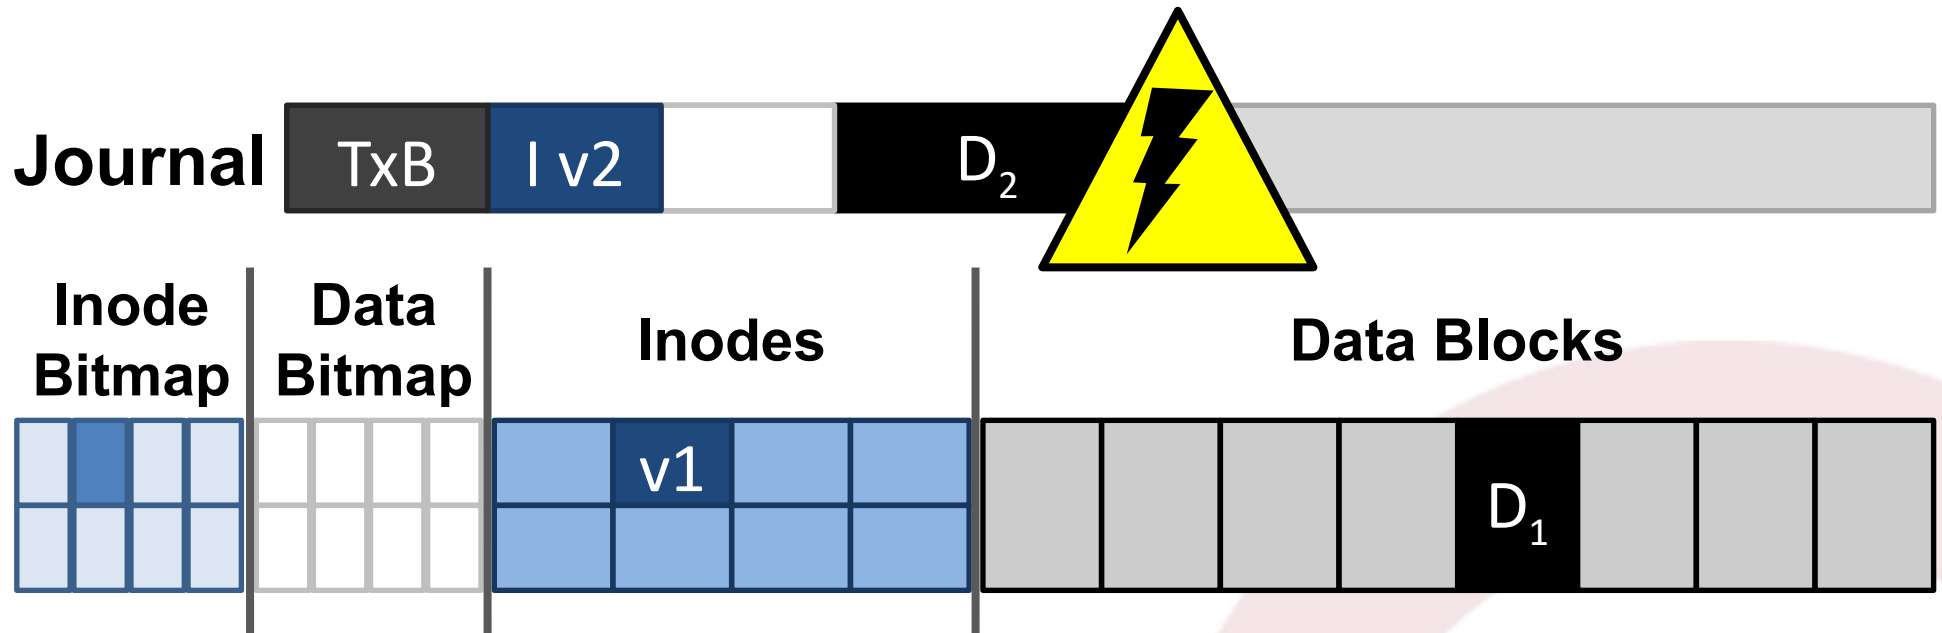 Journal
TxB
I v2
D₂
Inode
Bitmap
Data
Bitmap
Inodes
Data Blocks
v1
D₁